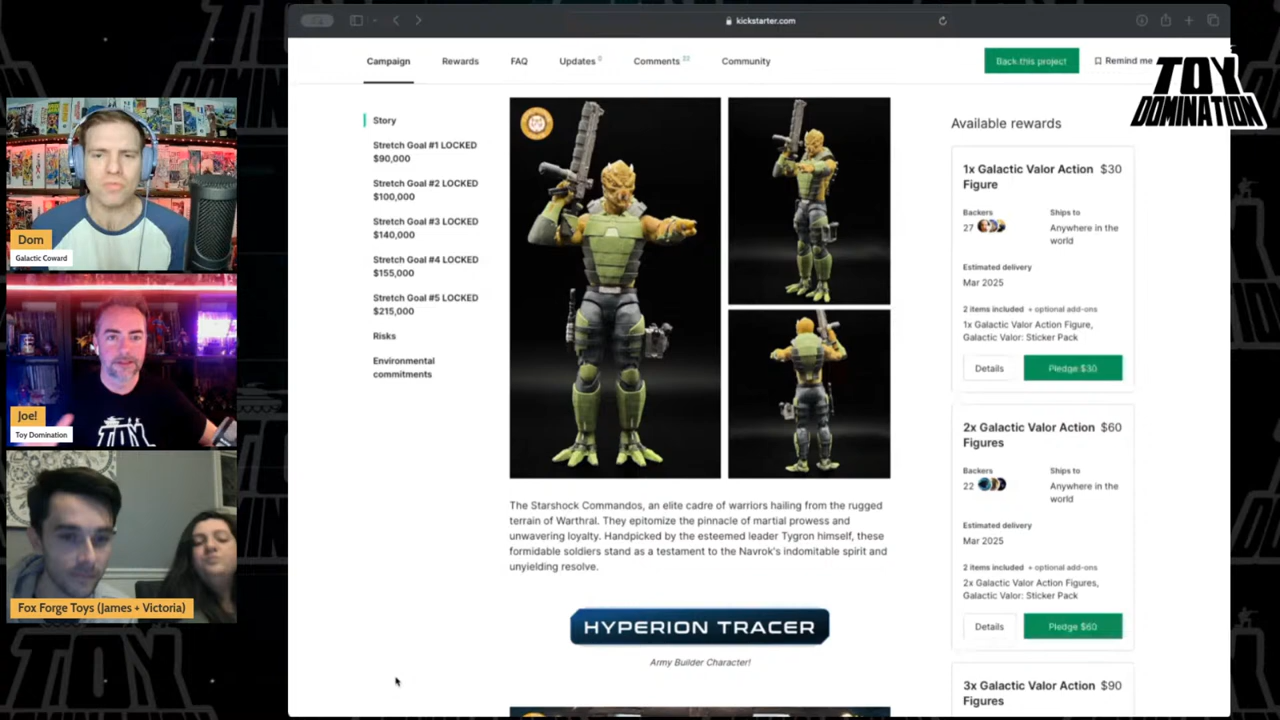 kickstarter.com
Campaign
Rewards
FAQ
Updates
Comments
Community
Back this project
Remind me
TOY
DOMINATION
Story
Stretch Goal #1 LOCKED
$90,000
Stretch Goal #2 LOCKED
$100,000
Stretch Goal #3 LOCKED
$140,000
Stretch Goal #4 LOCKED
$155,000
Stretch Goal #5 LOCKED
$215,000
Risks
Environmental
commitments
The Starshock Commandos, an elite cadre of warriors hailing from the rugged
terrain of Warthral. They epitomize the pinnacle of martial prowess and
unwavering loyalty. Handpicked by the esteemed leader Tygron himself, these
formidable soldiers stand as a testament to the Navrok's indomitable spirit and
unyielding resolve.
HYPERION TRACER
Army Builder Character!
Available rewards
1x Galactic Valor Action $30
Figure
Backers Ships to
27 Anywhere in the
world
Estimated delivery
Mar 2025
2 items included + optional add-ons
1x Galactic Valor Action Figure,
Galactic Valor: Sticker Pack
Details Pledge $30
2x Galactic Valor Action $60
Figures
Backers Ships to
22 Anywhere in the
world
Estimated delivery
Mar 2025
2 items included + optional add-ons
2x Galactic Valor Action Figures,
Galactic Valor: Sticker Pack
Details Pledge $60
3x Galactic Valor Action $90
Figures
Dom
Galactic Coward
Joe!
Toy Domination
Fox Forge Toys (James + Victoria)